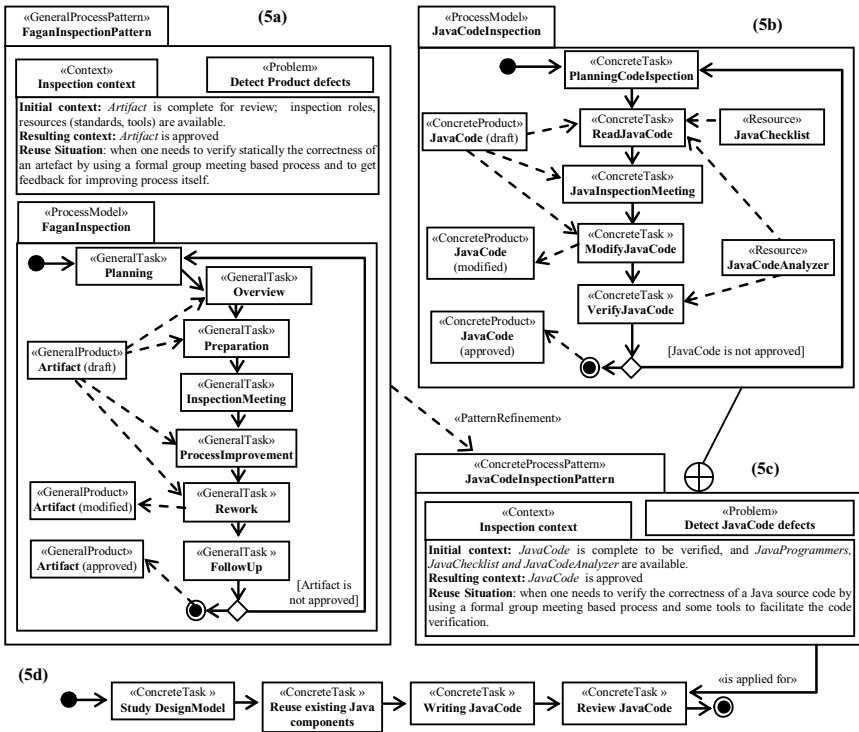 (5a)
«GeneralProcessPattern»
FaganInspectionPattern
«Context»
Inspection context
«Problem»
Detect Product defects
Initial context: Artifact is complete for review; inspection roles,
resources (standards, tools) are available.
Resulting context: Artifact is approved
Reuse Situation: when one needs to verify statically the correctness of
an artefact by using a formal group meeting based process and to get
feedback for improving process itself.
«ProcessModel»
FaganInspection
«GeneralTask»
Planning
«GeneralTask»
Overview
«GeneralTask»
Preparation
«GeneralProduct»
Artifact (draft)
«GeneralTask»
InspectionMeeting
«GeneralTask»
ProcessImprovement
«GeneralProduct»
Artifact (modified)
«GeneralTask »
Rework
«GeneralProduct»
Artifact (approved)
«GeneralTask »
FollowUp
[Artifact is
not approved]
(5b)
«ProcessModel»
JavaCodeInspection
«ConcreteTask»
PlanningCodeIspection
«ConcreteProduct»
JavaCode (draft)
«ConcreteTask»
ReadJavaCode
«Resource»
JavaChecklist
«ConcreteTask»
JavaInspectionMeeting
«ConcreteProduct»
JavaCode
(modified)
«ConcreteTask »
ModifyJavaCode
«Resource»
JavaCodeAnalyzer
«ConcreteTask »
VerifyJavaCode
«ConcreteProduct»
JavaCode
(approved)
[JavaCode is not approved]
«PatternRefinement»
(5c)
«ConcreteProcessPattern»
JavaCodeInspectionPattern
«Context»
Inspection context
«Problem»
Detect JavaCode defects
Initial context: JavaCode is complete to be verified, and JavaProgrammers,
JavaChecklist and JavaCodeAnalyzer are available.
Resulting context: JavaCode is approved
Reuse Situation: when one needs to verify the correctness of a Java source code by
using a formal group meeting based process and some tools to facilitate the code
verification.
(5d)
«is applied for»
«ConcreteTask »
Study DesignModel
«ConcreteTask »
Reuse existing Java
components
«ConcreteTask »
Writing JavaCode
«ConcreteTask »
Review JavaCode